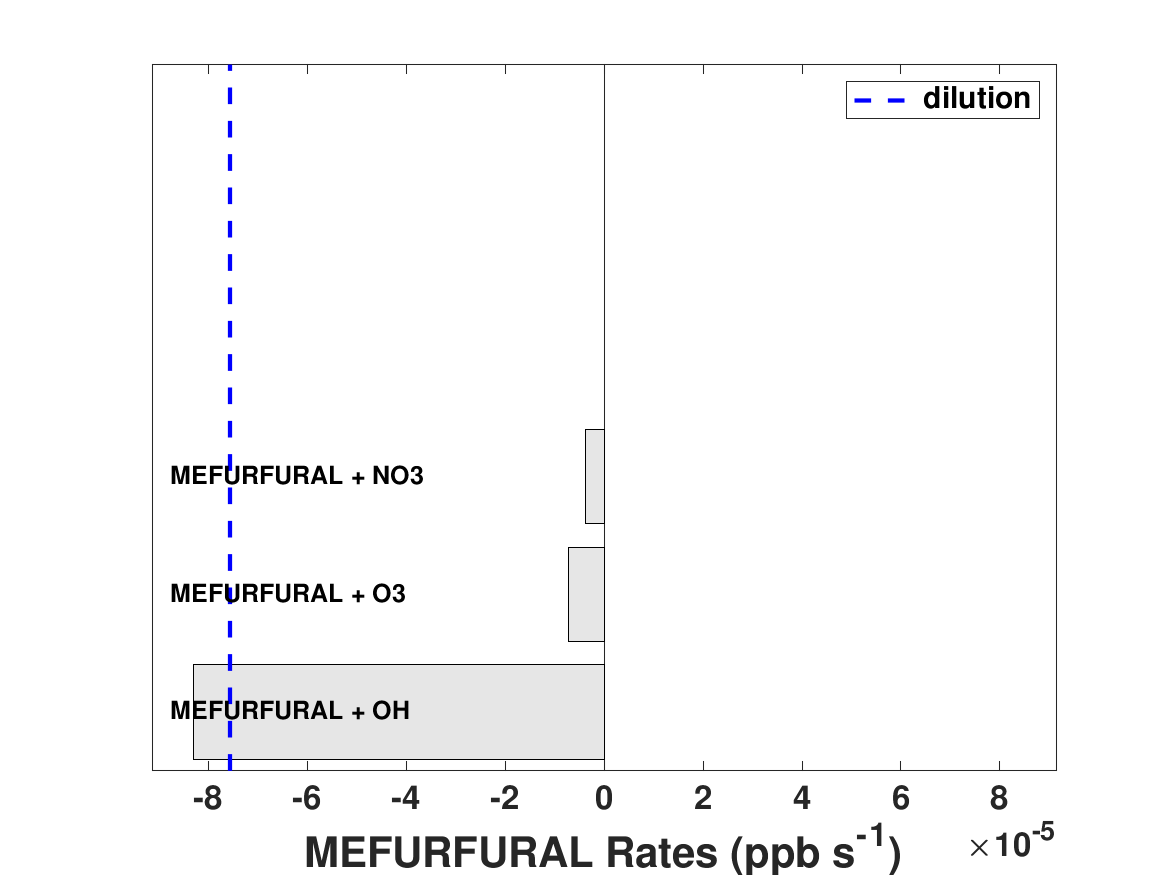 dilution
MEFURFURAL + NO3
MEFURFURAL + O3
MEFURFURAL + OH
-8 -6 -4 -2 0 2 4 6 8
×10^-5
MEFURFURAL Rates (ppb s^-1)